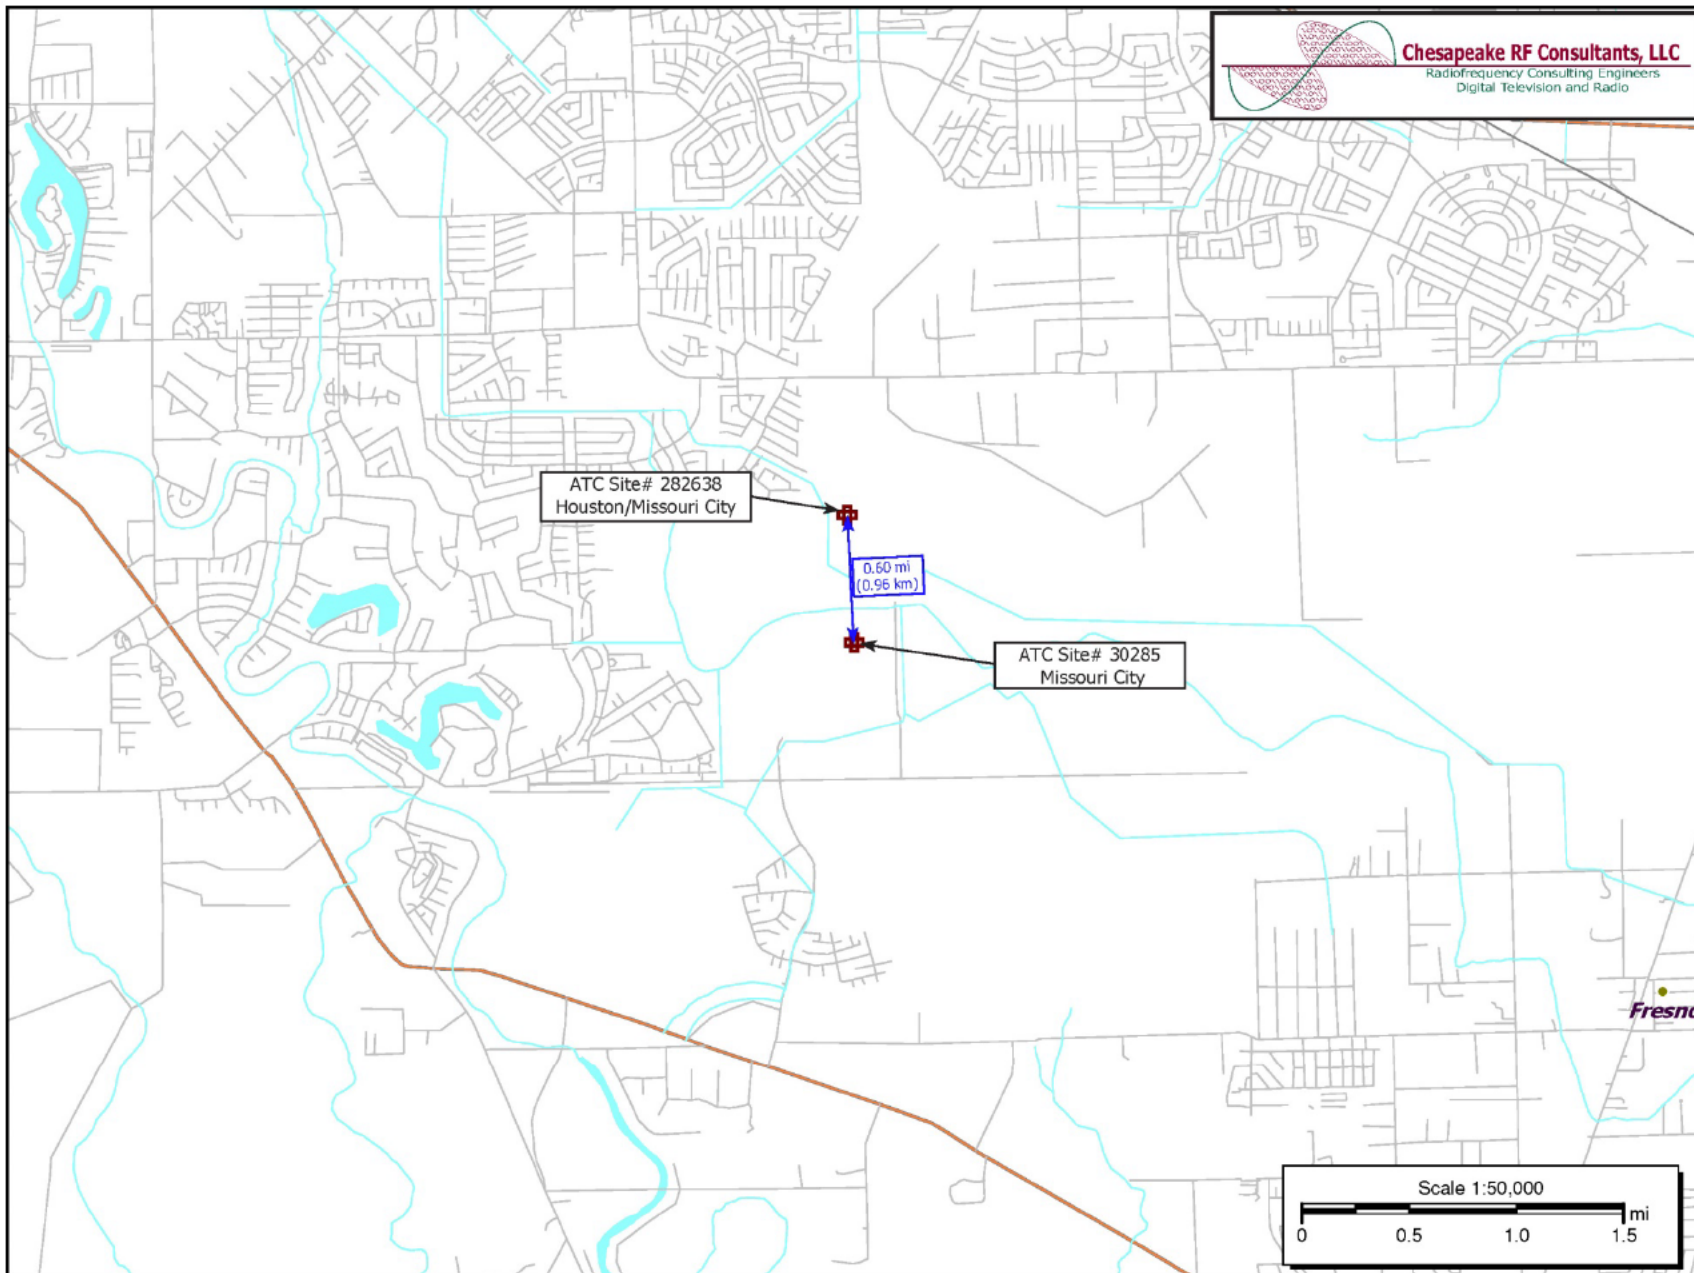 Chesapeake RF Consultants, LLC
Radiofrequency Consulting Engineers
Digital Television and Radio
ATC Site# 282638
Houston/Missouri City
0.60 mi
(0.96 km)
ATC Site# 30285
Missouri City
Scale 1:50,000
mi
0 0.5 1.0 1.5